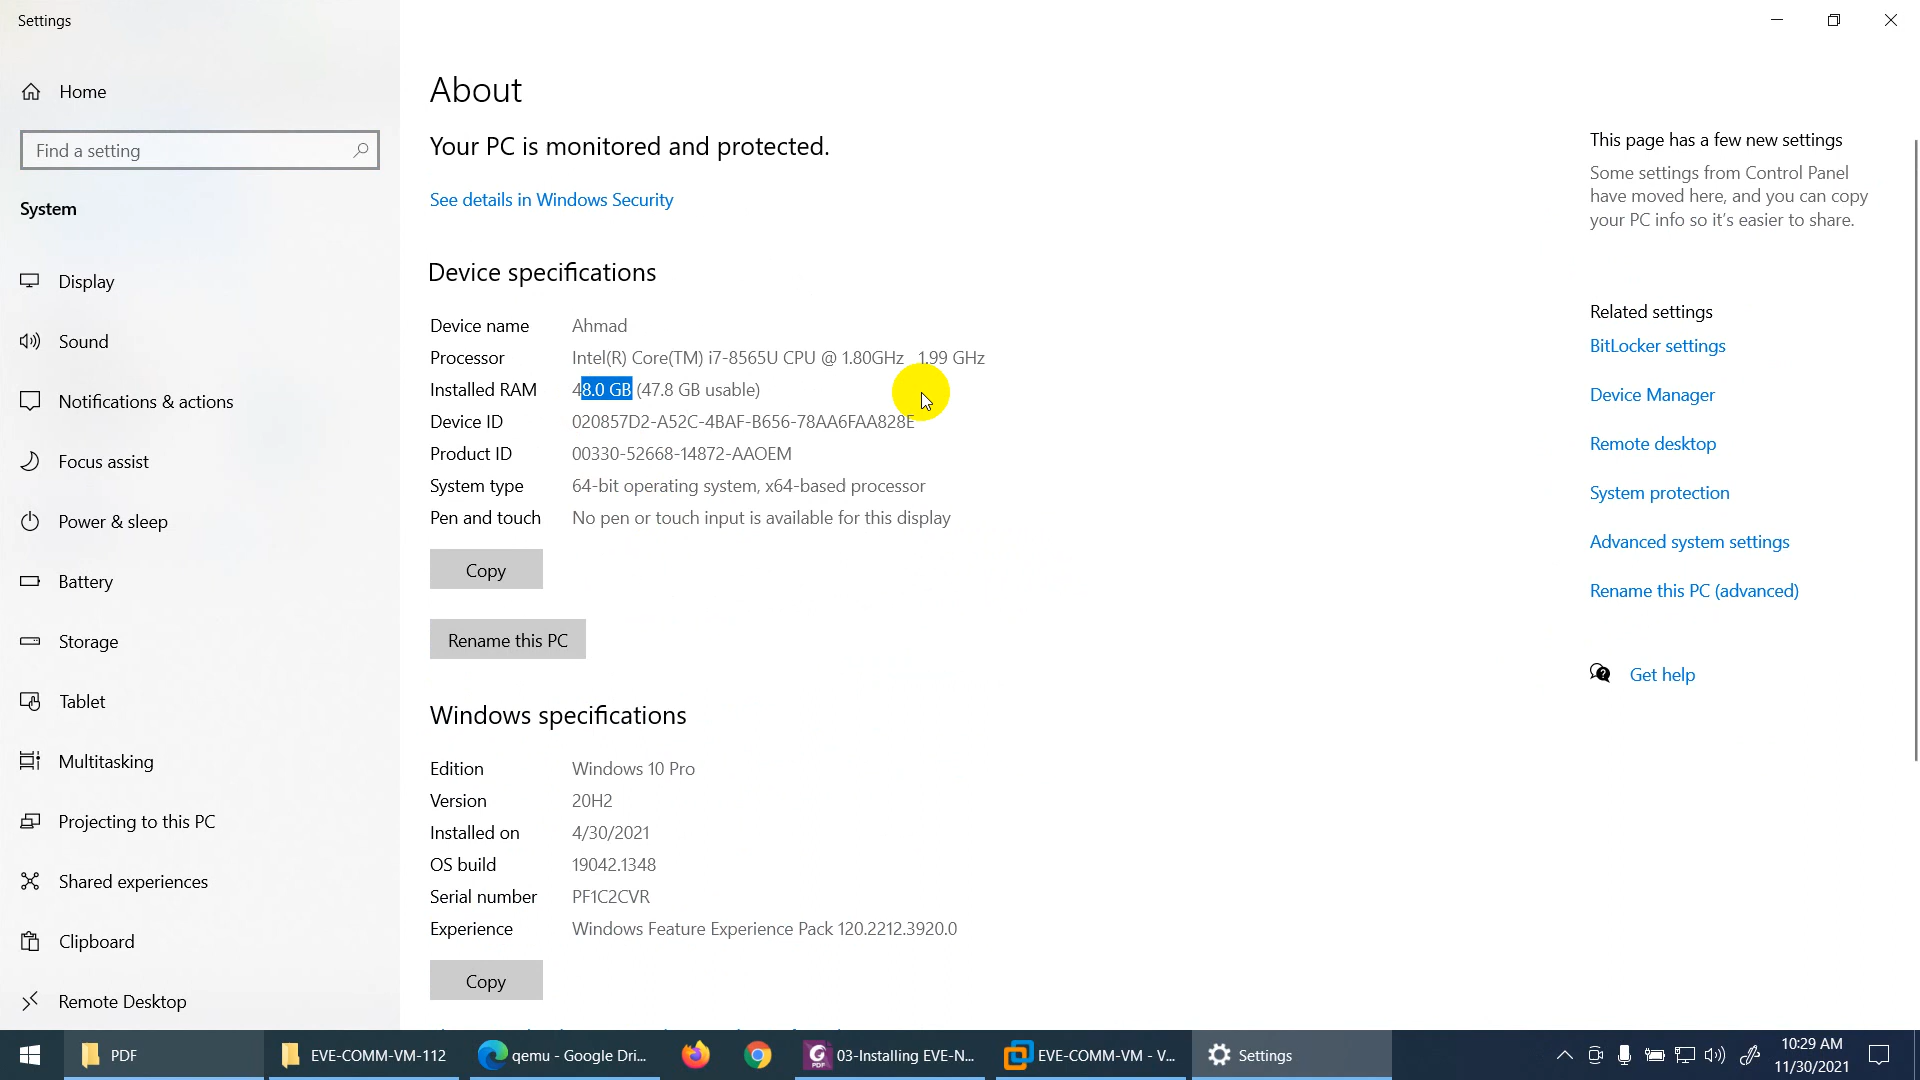 Settings
Home
Find a setting
System
Display
Sound
Notifications & actions
Focus assist
Power & sleep
Battery
Storage
Tablet
Multitasking
Projecting to this PC
Shared experiences
Clipboard
Remote Desktop
About
Your PC is monitored and protected.
See details in Windows Security
Device specifications
Device name Ahmad
Processor Intel(R) Core(TM) i7-8565U CPU @ 1.80GHz 1.99 GHz
Installed RAM 48.0 GB (47.8 GB usable)
Device ID 020857D2-A52C-4BAF-B656-78AA6FAA828E
Product ID 00330-52668-14872-AAOEM
System type 64-bit operating system, x64-based processor
Pen and touch No pen or touch input is available for this display
Copy
Rename this PC
Windows specifications
Edition Windows 10 Pro
Version 20H2
Installed on 4/30/2021
OS build 19042.1348
Serial number PF1C2CVR
Experience Windows Feature Experience Pack 120.2212.3920.0
Copy
This page has a few new settings
Some settings from Control Panel
have moved here, and you can copy
your PC info so it's easier to share.
Related settings
BitLocker settings
Device Manager
Remote desktop
System protection
Advanced system settings
Rename this PC (advanced)
Get help
PDF
EVE-COMM-VM-112
qemu - Google Dri...
03-Installing EVE-N...
EVE-COMM-VM - V...
Settings
10:29 AM
11/30/2021